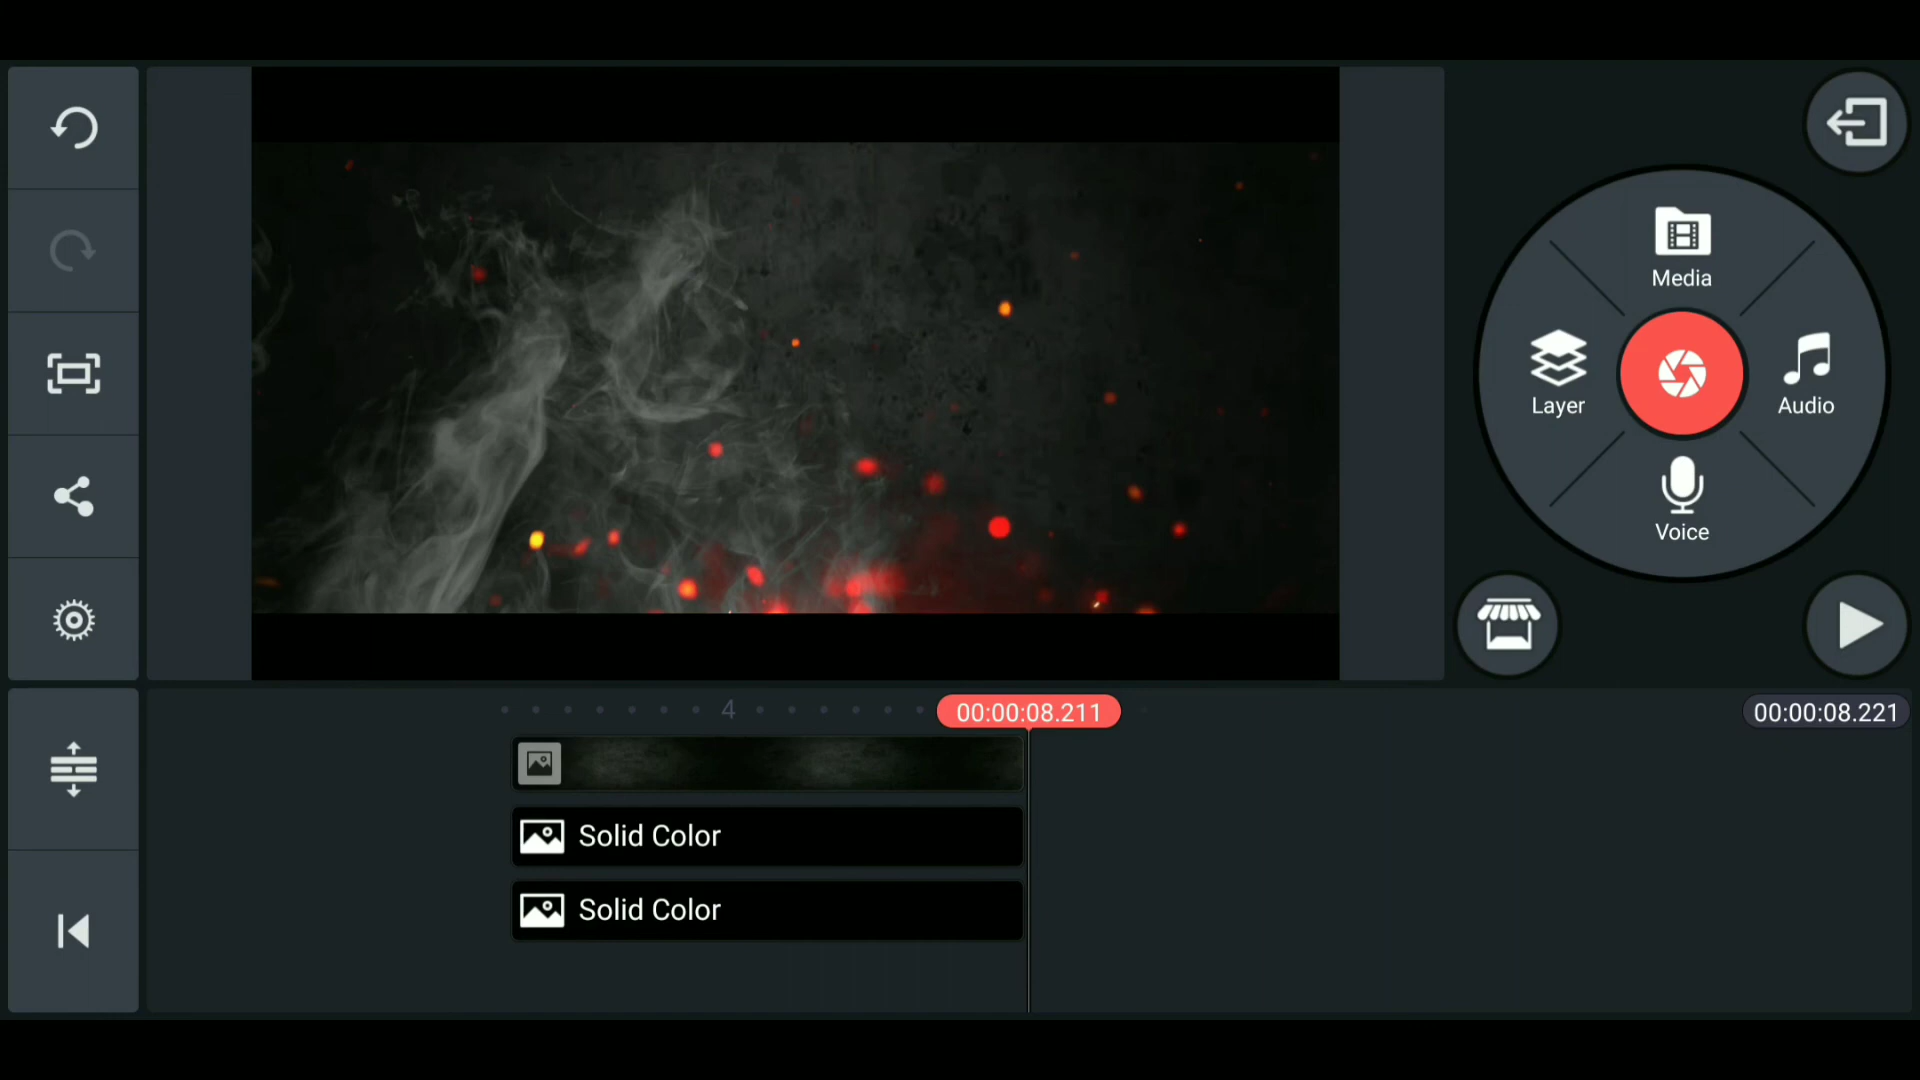 Media
Layer
Audio
Voice
4
00:00:08.211
00:00:08.221
Solid Color
Solid Color